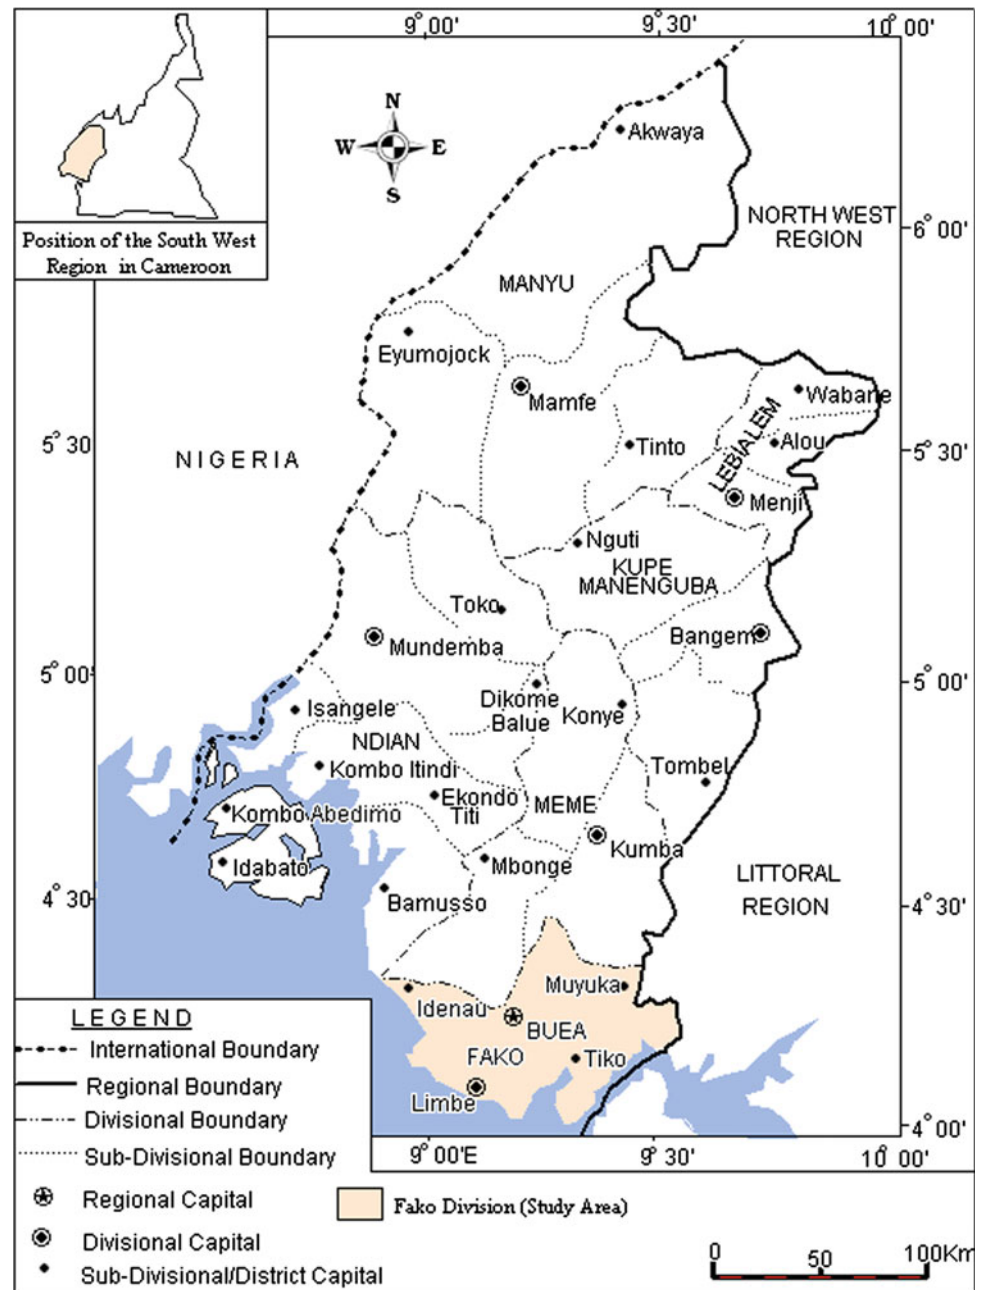 9°00'
9°30'
10°00'
N
W
E
S
Akwaya
NORTH WEST
REGION
6°00'
Position of the South West
Region in Cameroon
MANYU
Eyumojock
Mamfe
Wabane
LEBIALEM
Alou
Tinto
5°30
NIGERIA
5°30'
Menji
Nguti
KUPE
MANENGUBA
Toko
Bangem
Mundemba
5°00'
5°00'
Dikome
Balue
Konye
Isangele
NDIAN
Kombo Itindi
Tombel
Ekondo
Titi
MEME
Kombo Abedimo
Kumba
Mbonge
Idabato
LITTORAL
REGION
4°30
Bamusso
4°30'
Muyuka
Idenau
BUEA
FAKO
Tiko
Limbe
4°00'
9°00'E
9°30'
10°00'
LEGEND
International Boundary
Regional Boundary
Divisional Boundary
Sub-Divisional Boundary
Regional Capital
Divisional Capital
Sub-Divisional/District Capital
Fako Division (Study Area)
0
50
100Km